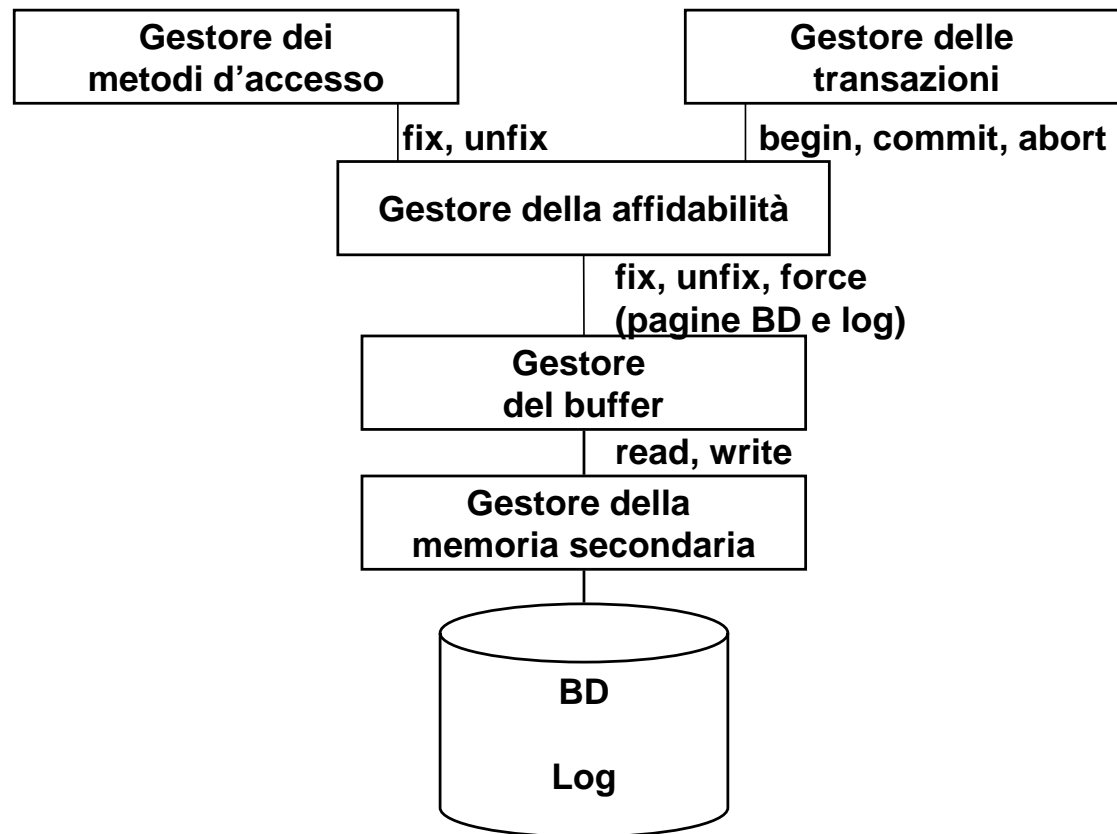 Gestore dei
metodi d'accesso
Gestore delle
transazioni
fix, unfix
begin, commit, abort
Gestore della affidabilità
fix, unfix, force
(pagine BD e log)
Gestore
del buffer
read, write
Gestore della
memoria secondaria
BD
Log